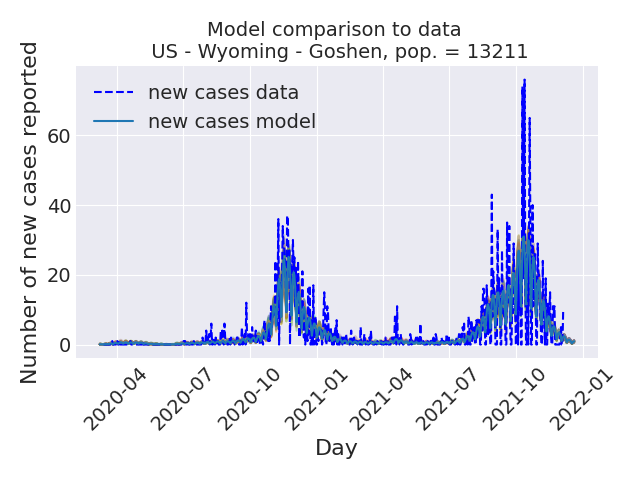 Model comparison to data
US - Wyoming - Goshen, pop. = 13211
new cases data
new cases model
Number of new cases reported
60
40
20
0
2020-04
2020-07
2020-10
2021-01
2021-04
2021-07
2021-10
2022-01
Day